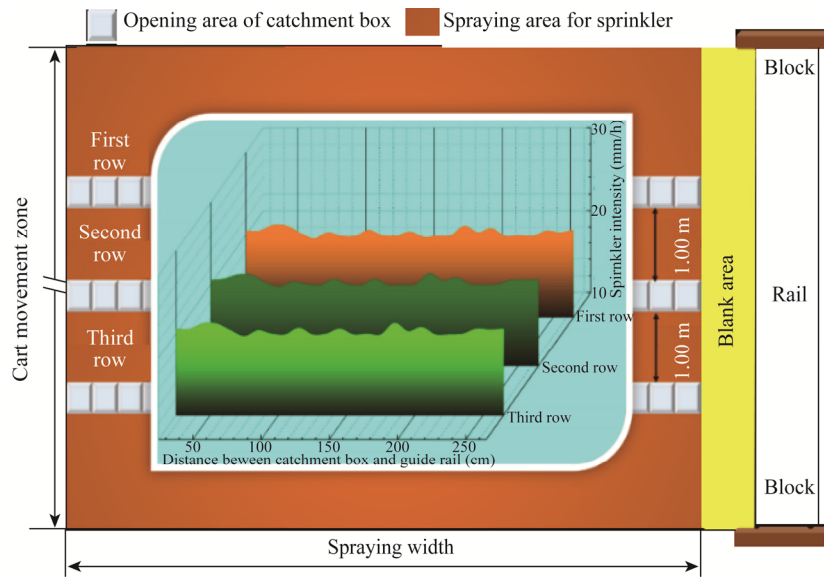 Opening area of catchment box
Spraying area for sprinkler
Block
First
row
30
20
10
Spirnkler intensity (mm/h)
Second
row
1.00 m
Cart movement zone
Blank area
Rail
First row
Third
row
1.00 m
Second row
Third row
50
100
150
200
250
Distance beween catchment box and guide rail (cm)
Block
Spraying width